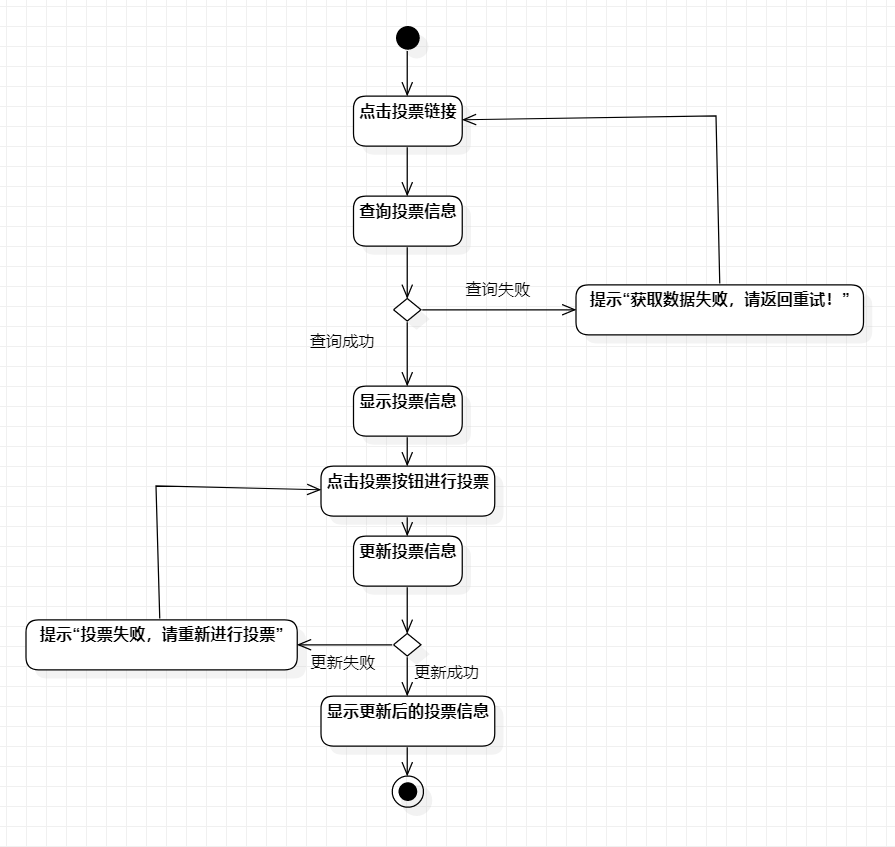 点击投票链接
查询投票信息
查询失败
提示“获取数据失败，请返回重试！”
查询成功
显示投票信息
点击投票按钮进行投票
更新投票信息
提示“投票失败，请重新进行投票”
更新失败
更新成功
显示更新后的投票信息